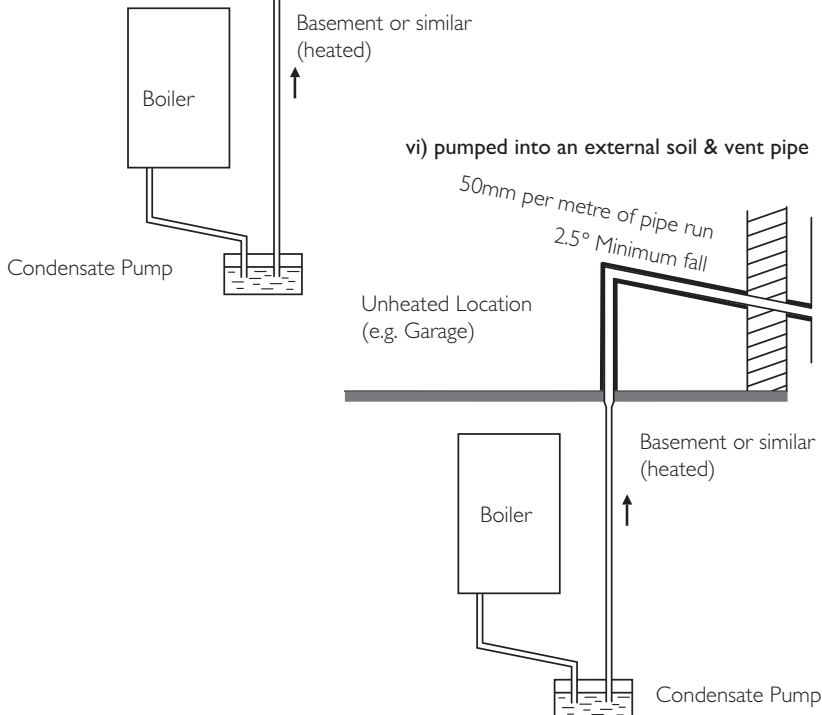 Basement or similar
(heated)
Boiler
Condensate Pump
vi) pumped into an external soil & vent pipe
50mm per metre of pipe run
2.5° Minimum fall
Unheated Location
(e.g. Garage)
Basement or similar
(heated)
Boiler
Condensate Pump